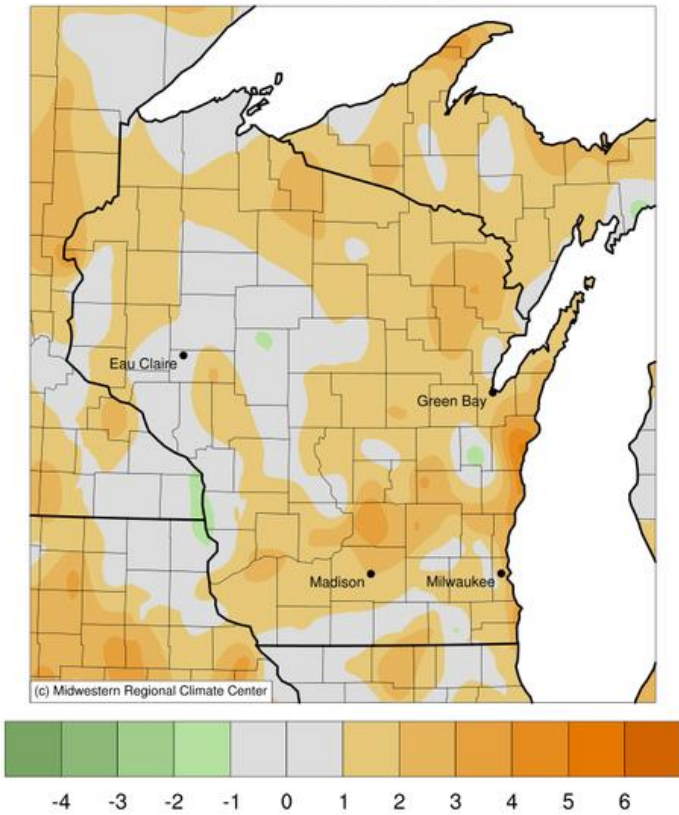 Eau Claire
Green Bay
Madison
Milwaukee
(c) Midwestern Regional Climate Center
-4 -3 -2 -1 0 1 2 3 4 5 6